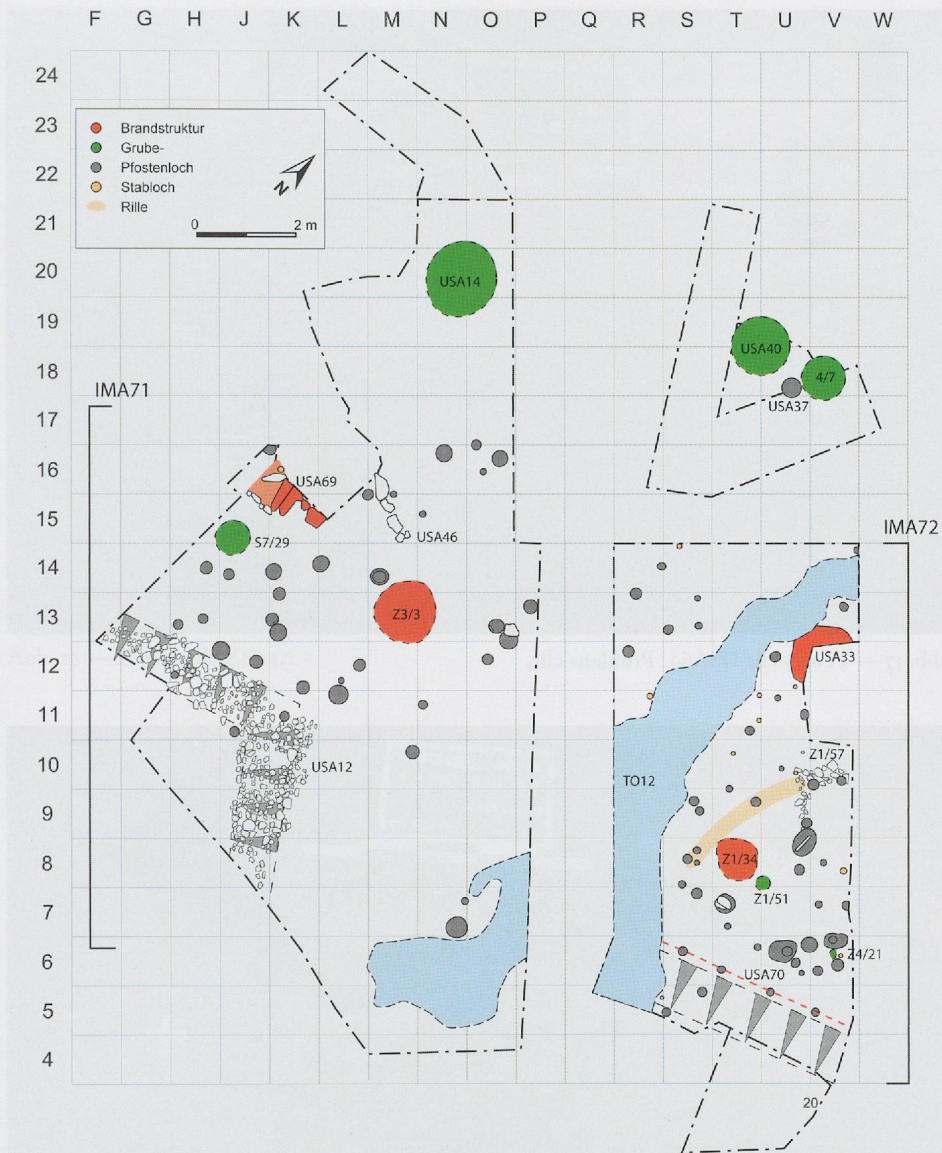 F G H J K L M N O P Q R S T U V W
24
23
22
21
20
19
18
17
16
15
14
13
12
11
10
9
8
7
6
5
4
Brandstruktur
Grube-
Pfostenloch
Stabloch
Rille
N
0 2 m
USA14
USA40
4/7
USA37
IMA71
USA69
USA46
S7/29
IMA72
Z3/3
USA33
USA12
Z1/57
TO12
Z1/34
Z1/51
Z4/21
USA70
20